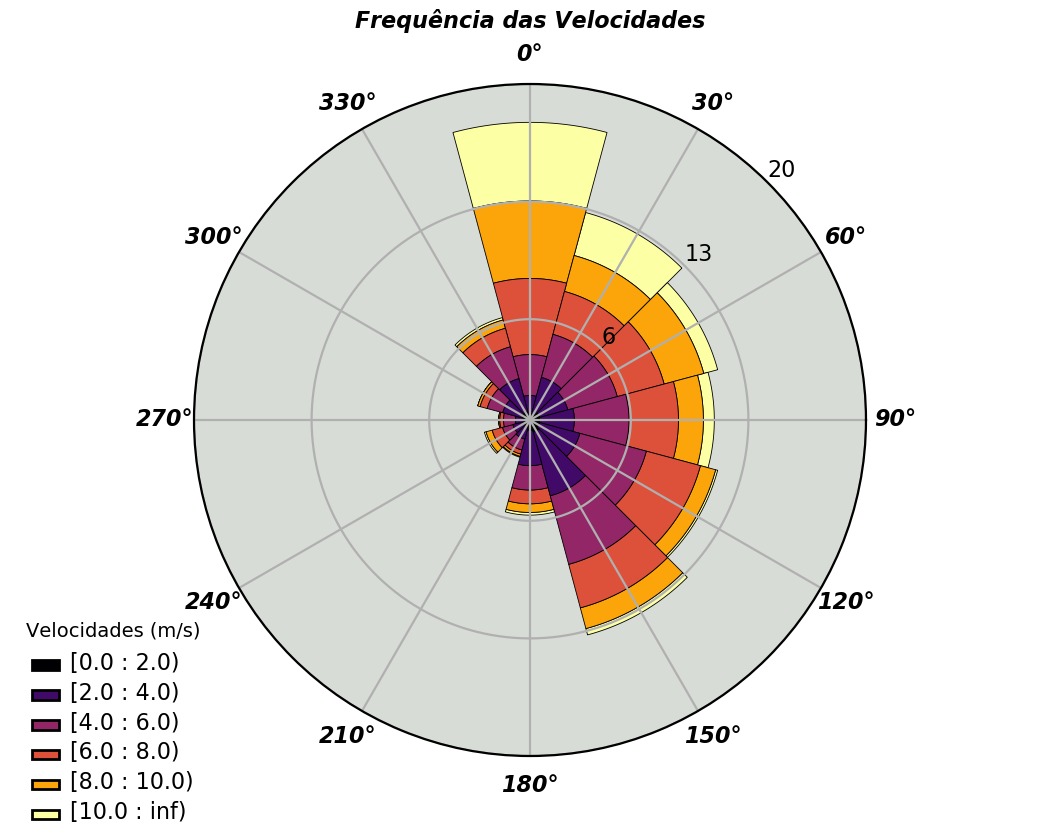 Frequência das Velocidades
0°
330°
30°
20
300°
60°
13
6
270°
90°
240°
120°
210°
150°
180°
Velocidades (m/s)
[0.0 : 2.0)
[2.0 : 4.0)
[4.0 : 6.0)
[6.0 : 8.0)
[8.0 : 10.0)
[10.0 : inf)